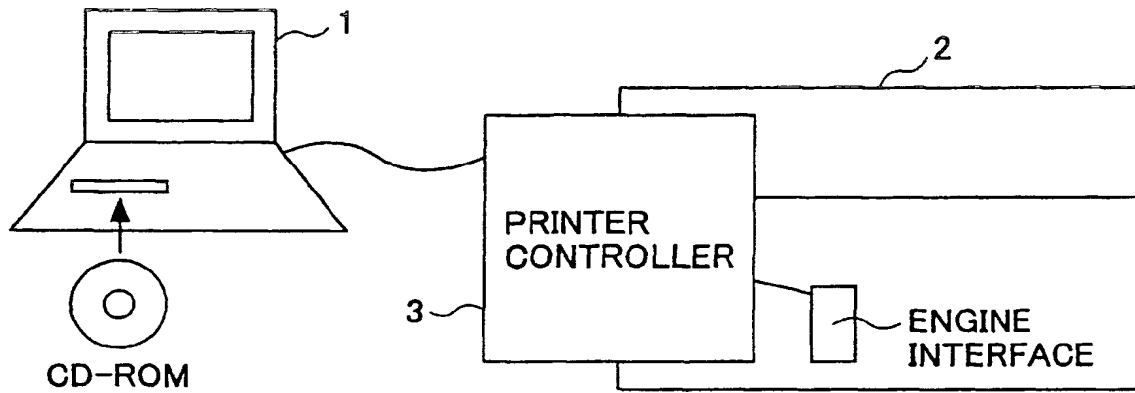 1
2
PRINTER
CONTROLLER
3
ENGINE
INTERFACE
CD-ROM